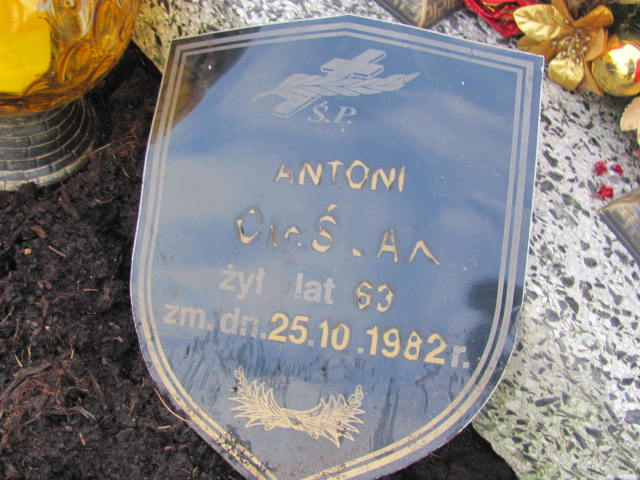 Ś.P.
ANTONI
żył lat 63
zm. dn. 25.10.1982 r.